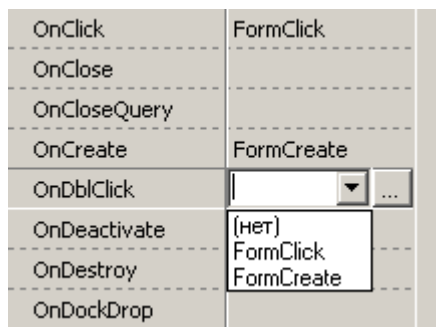 OnClick FormClick
OnClose
OnCloseQuery
OnCreate FormCreate
OnDblClick ...
OnDeactivate (нет)
FormClick
OnDestroy FormCreate
OnDockDrop